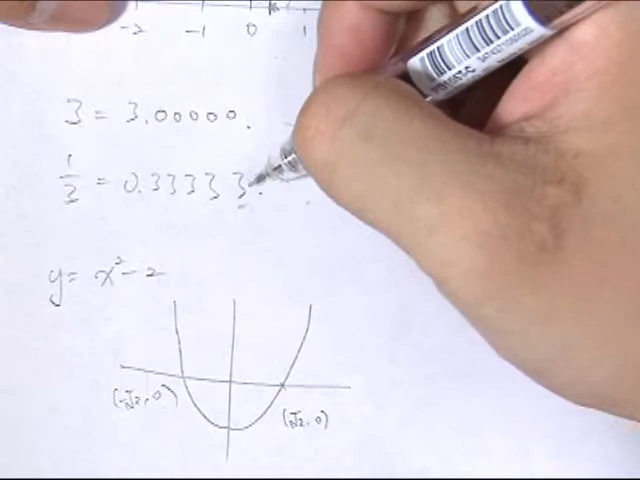 -2 -1 0 1
3 = 3.00000.
1/3 = 0.33333.
y = x² - 2
(-√2, 0) (√2, 0)